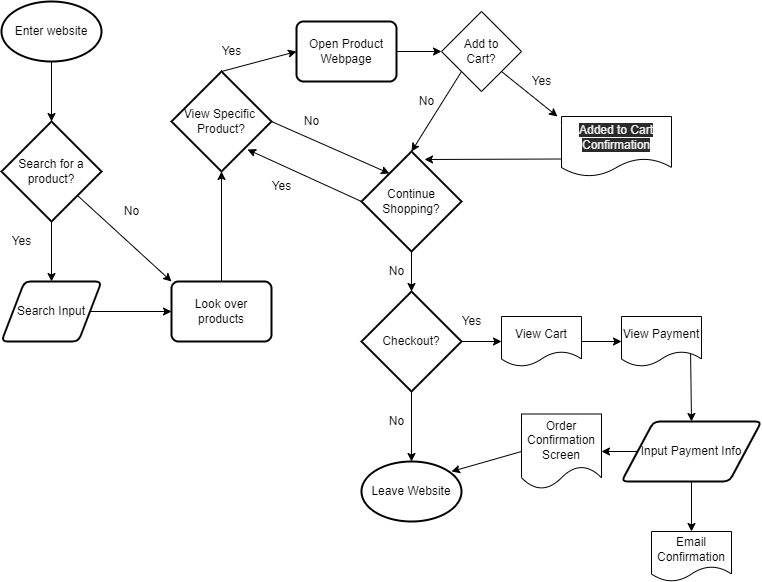 Enter website
Search for a
product?
Yes
No
Search Input
Look over
products
View Specific
Product?
Yes
No
Open Product
Webpage
Add to
Cart?
No
Yes
Added to Cart
Confirmation
Continue
Shopping?
Yes
No
Checkout?
Yes
No
View Cart
View Payment
Input Payment Info
Order
Confirmation
Screen
Email
Confirmation
Leave Website